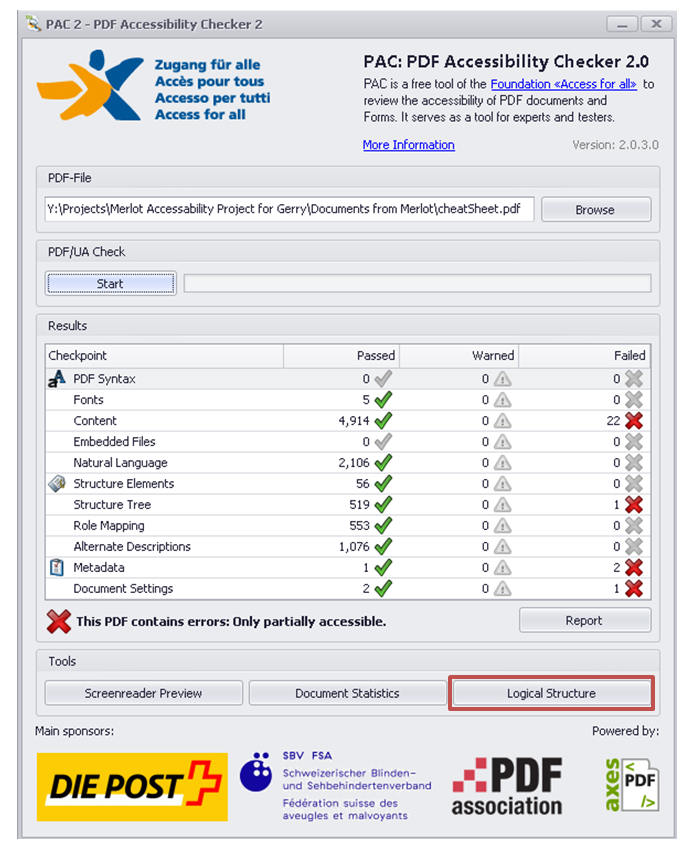 PAC 2 - PDF Accessibility Checker 2
Zugang für alle
Accès pour tous
Accesso per tutti
Access for all
PAC: PDF Accessibility Checker 2.0
PAC is a free tool of the Foundation «Access for all» to
review the accessibility of PDF documents and
Forms. It serves as a tool for experts and testers.
More Information
Version: 2.0.3.0
PDF-File
Y:\Projects\Merlot Accessability Project for Gerry\Documents from Merlot\cheatSheet.pdf
Browse
PDF/UA Check
Start
Results
Checkpoint Passed Warned Failed
PDF Syntax 0 0 0
Fonts 5 0 0
Content 4,914 0 22
Embedded Files 0 0 0
Natural Language 2,106 0 0
Structure Elements 56 0 0
Structure Tree 519 0 1
Role Mapping 553 0 0
Alternate Descriptions 1,076 0 0
Metadata 1 0 2
Document Settings 2 0 1
This PDF contains errors: Only partially accessible.
Report
Tools
Screenreader Preview
Document Statistics
Logical Structure
Main sponsors:
Powered by:
DIE POST
SBV FSA
Schweizerischer Blinden-
und Sehbehindertenverband
Fédération suisse des
aveugles et malvoyants
PDF
association
axes
PDF